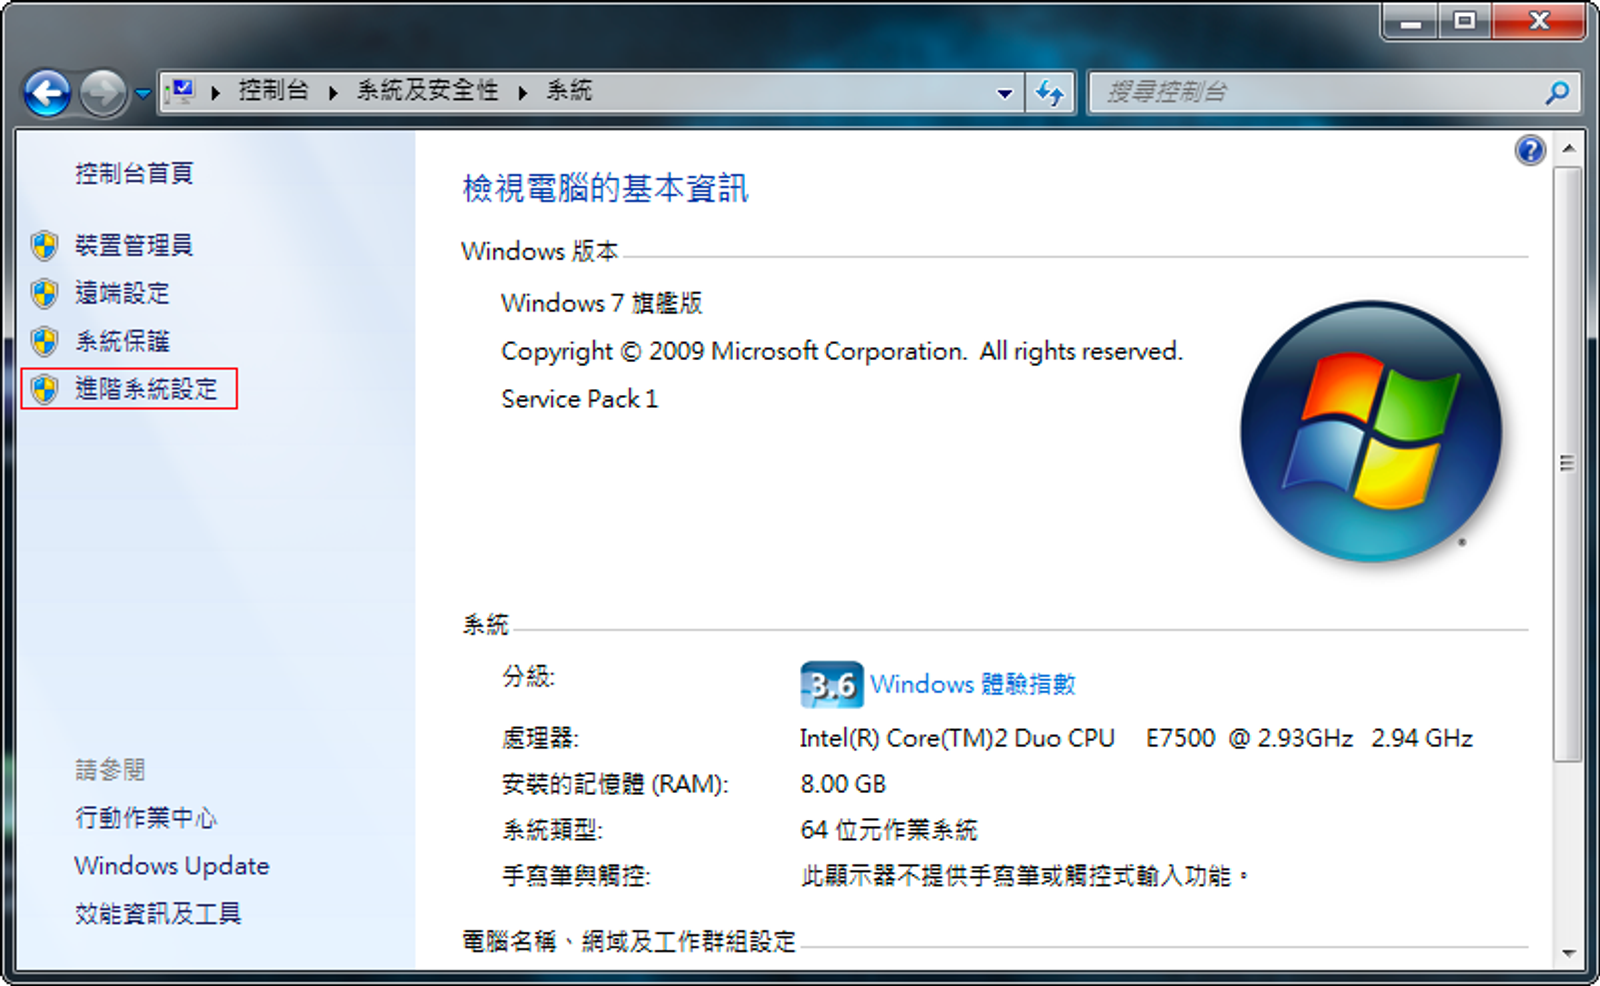 控制台 系統及安全性 系統
搜尋控制台
控制台首頁
裝置管理員
遠端設定
系統保護
進階系統設定
請參閱
行動作業中心
Windows Update
效能資訊及工具
檢視電腦的基本資訊
Windows 版本
Windows 7 旗艦版
Copyright © 2009 Microsoft Corporation. All rights reserved.
Service Pack 1
系統
分級: 3.6 Windows 體驗指數
處理器: Intel(R) Core(TM)2 Duo CPU E7500 @ 2.93GHz 2.94 GHz
安裝的記憶體 (RAM): 8.00 GB
系統類型: 64 位元作業系統
手寫筆與觸控: 此顯示器不提供手寫筆或觸控式輸入功能。
電腦名稱、網域及工作群組設定